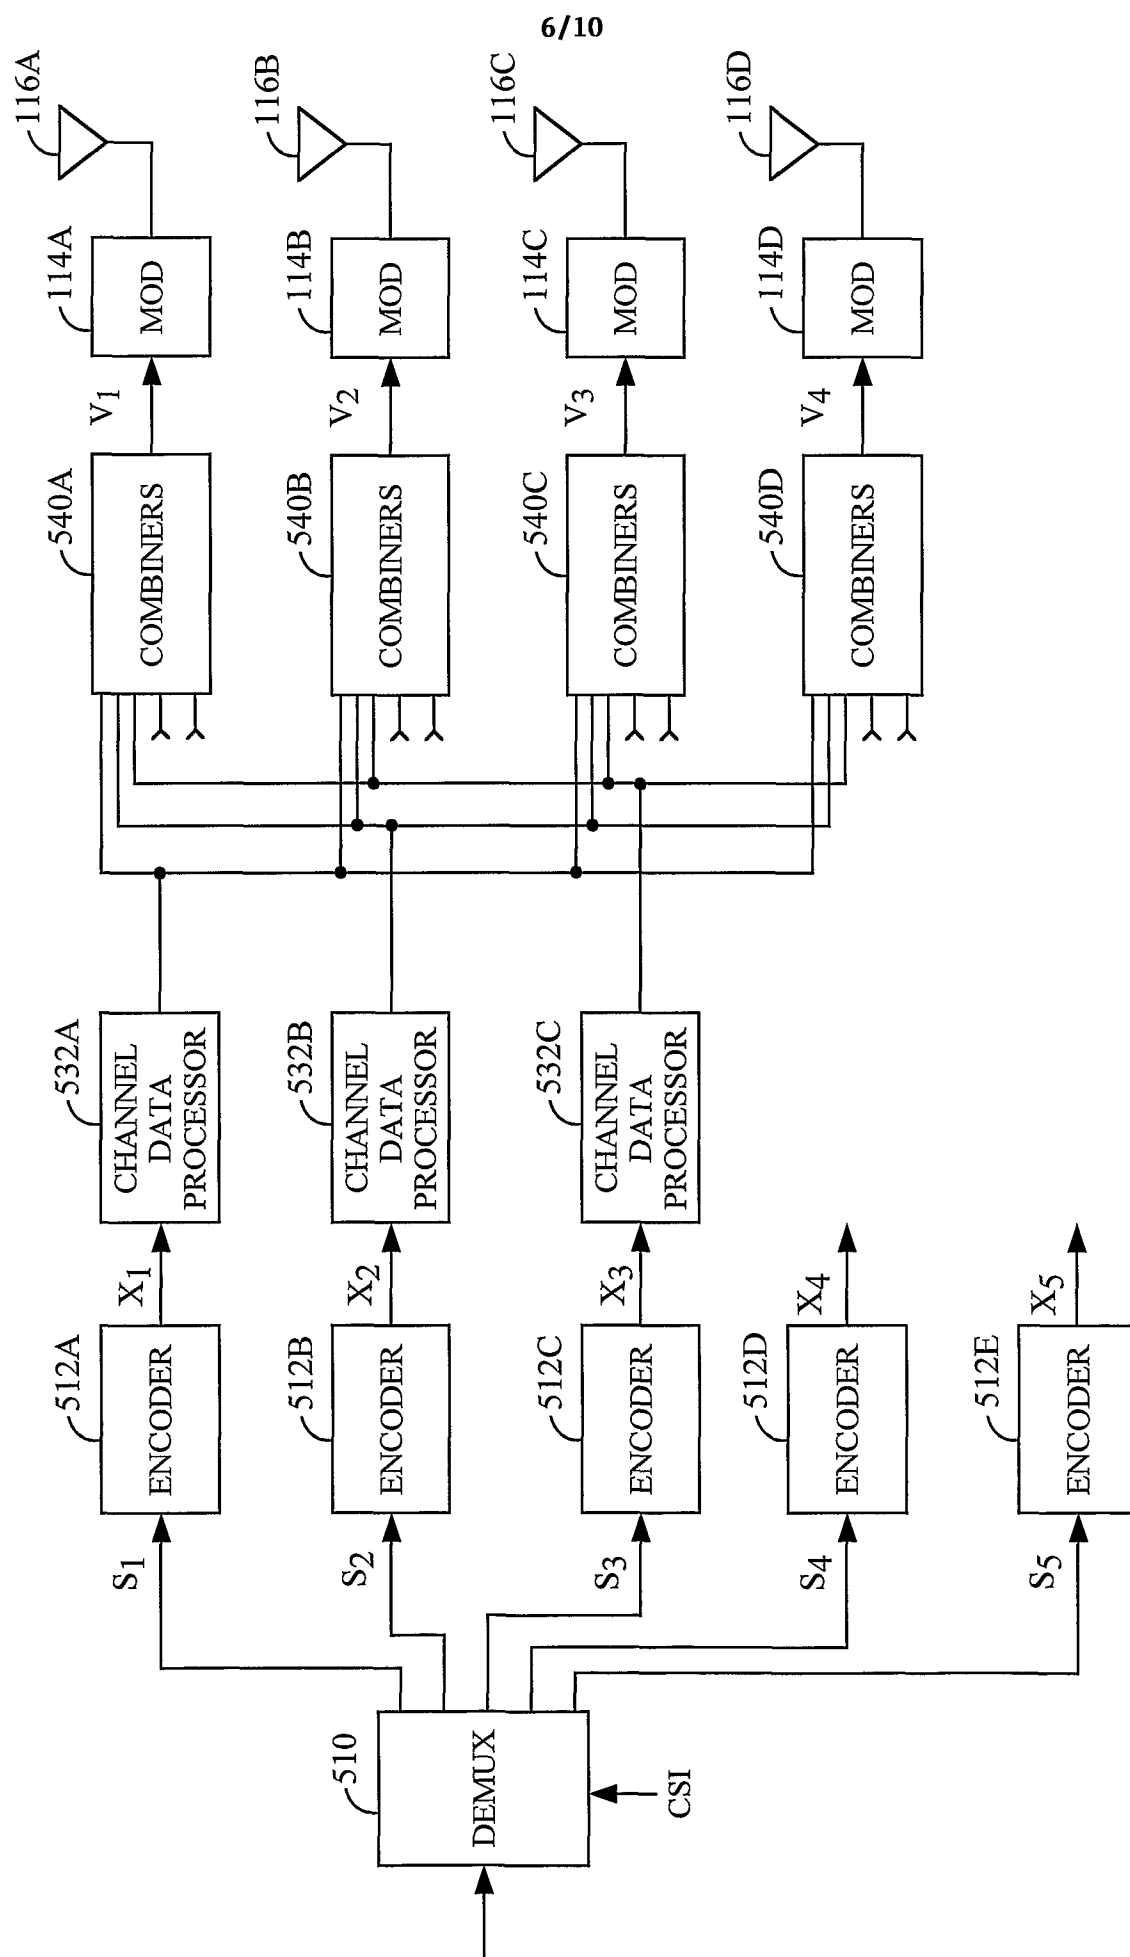 6/10
116A
116B
116C
116D
114A
MOD
114B
MOD
114C
MOD
114D
MOD
V1
V2
V3
V4
540A
COMBINERS
540B
COMBINERS
540C
COMBINERS
540D
COMBINERS
532A
CHANNEL
DATA
PROCESSOR
532B
CHANNEL
DATA
PROCESSOR
532C
CHANNEL
DATA
PROCESSOR
X1
X2
X3
X4
X5
512A
ENCODER
512B
ENCODER
512C
ENCODER
512D
ENCODER
512E
ENCODER
S1
S2
S3
S4
S5
510
DEMUX
CSI